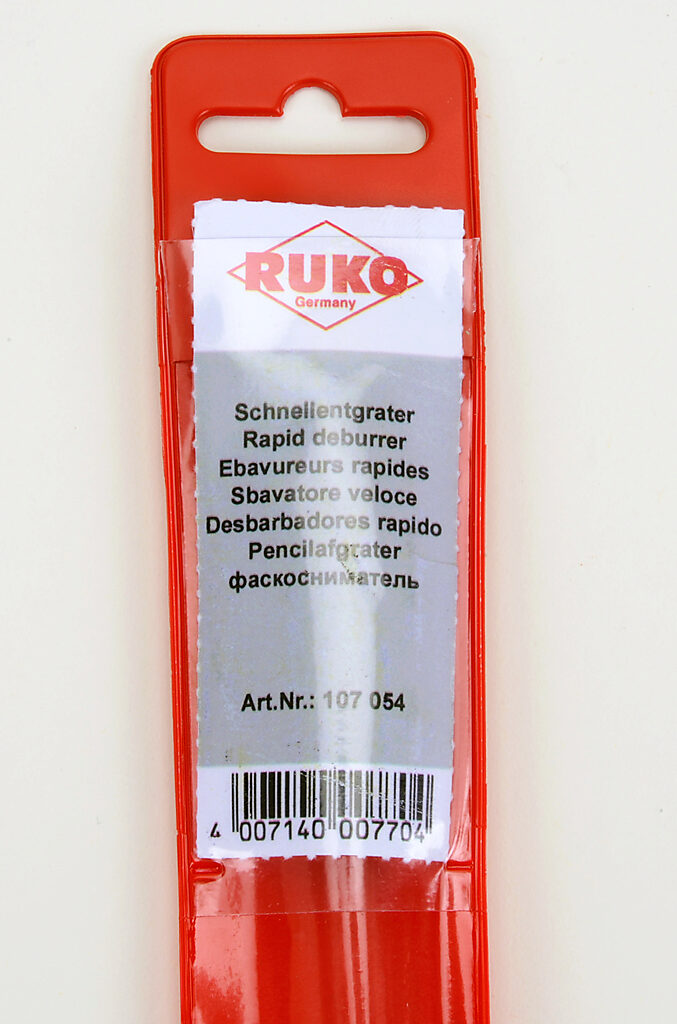 RUKO
Germany
Schnellentgrater
Rapid deburrer
Ebavureurs rapides
Sbavatore veloce
Desbarbadores rapido
Pencilafgrater
фаскосниматель
Art.Nr.: 107 054
4 007140 007704